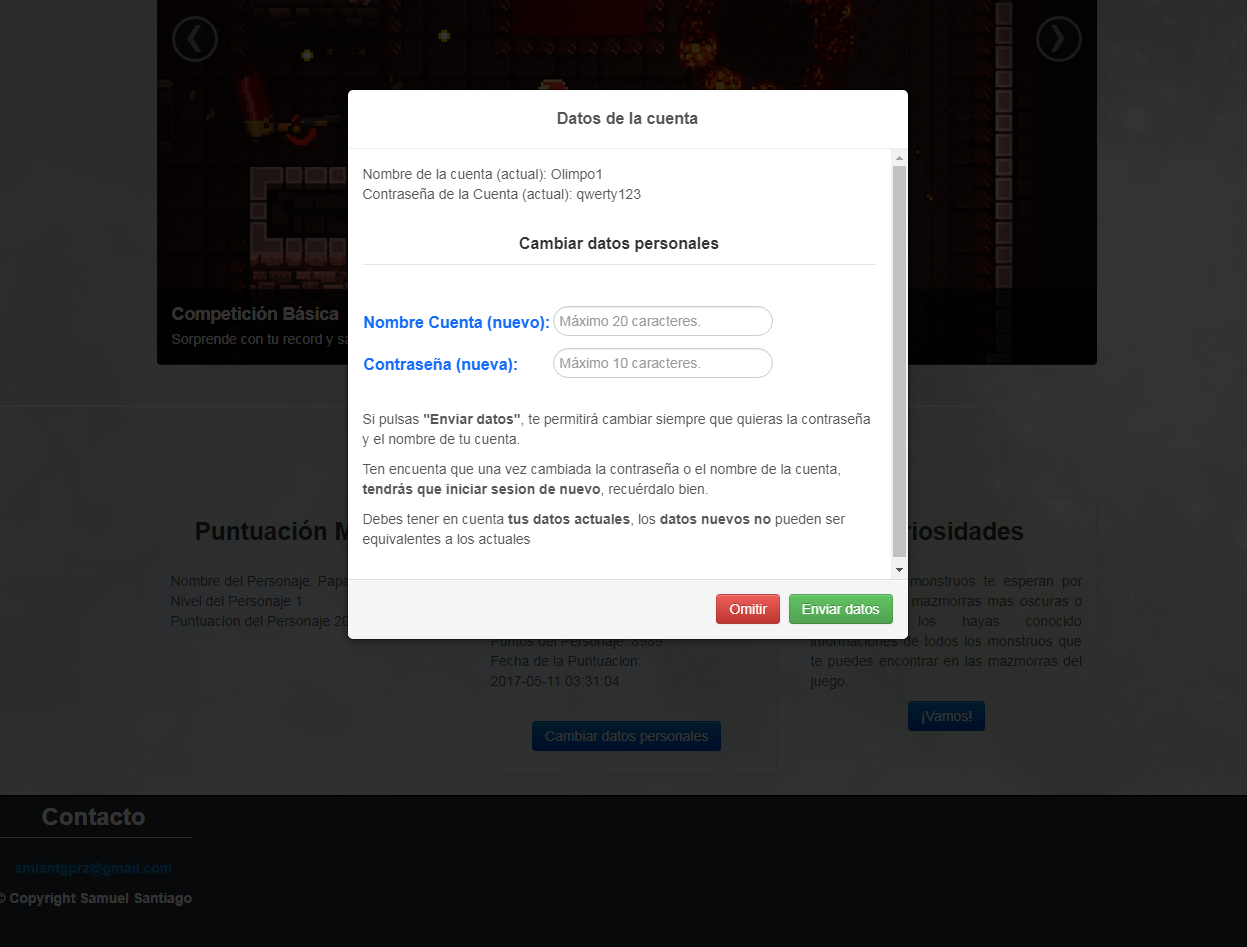 Datos de la cuenta
Nombre de la cuenta (actual): Olimpo1
Contraseña de la Cuenta (actual): qwerty123
Cambiar datos personales
Nombre Cuenta (nuevo): Máximo 20 caracteres.
Contraseña (nueva): Máximo 10 caracteres.
Si pulsas "Enviar datos", te permitirá cambiar siempre que quieras la contraseña
y el nombre de tu cuenta.
Ten encuenta que una vez cambiada la contraseña o el nombre de la cuenta,
tendrás que iniciar sesion de nuevo, recuérdalo bien.
Debes tener en cuenta tus datos actuales, los datos nuevos no pueden ser
equivalentes a los actuales
Omitir Enviar datos
Competición Básica
Sorprende con tu record y
Puntuación
Nombre del Personaje:
Nivel del Personaje 1
Puntuacion del Personaje
Puntos del Personaje: 8989
Fecha de la Puntuacion:
2017-05-11 03:31:04
Cambiar datos personales
monstruos te esperan por
mazmorras mas oscuras o
los hayas conocido
informaciones de todos los monstruos que
te puedes encontrar en las mazmorras del
juego.
¡Vamos!
Contacto
smlsntgprz@gmail.com
© Copyright Samuel Santiago